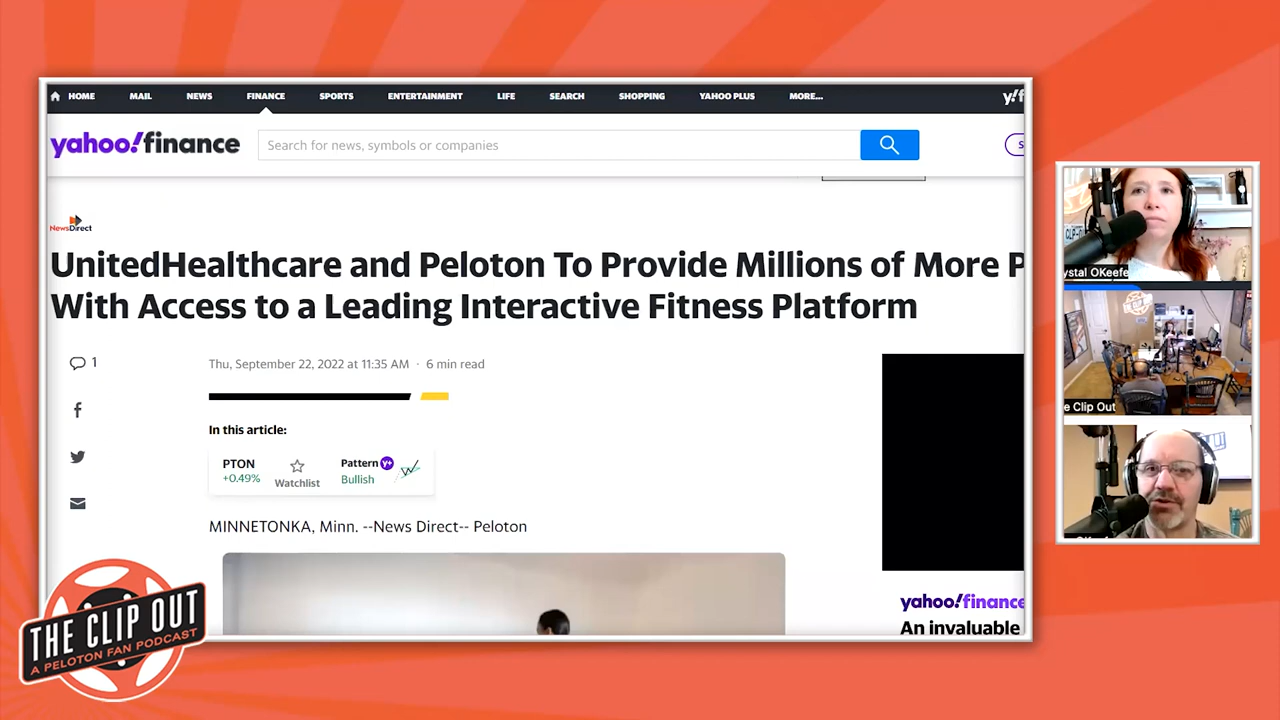 HOME MAIL NEWS FINANCE SPORTS ENTERTAINMENT LIFE SEARCH SHOPPING YAHOO PLUS MORE...
yahoo!finance
Search for news, symbols or companies
NewsDirect
UnitedHealthcare and Peloton To Provide Millions of More P
With Access to a Leading Interactive Fitness Platform
1
Thu, September 22, 2022 at 11:35 AM · 6 min read
In this article:
PTON
+0.49%
Watchlist
Pattern
Bullish
MINNETONKA, Minn. --News Direct-- Peloton
yahoo!finance
An invaluable
ystal OKeefe
e Clip Out
THE CLIP OUT
A PELOTON FAN PODCAST